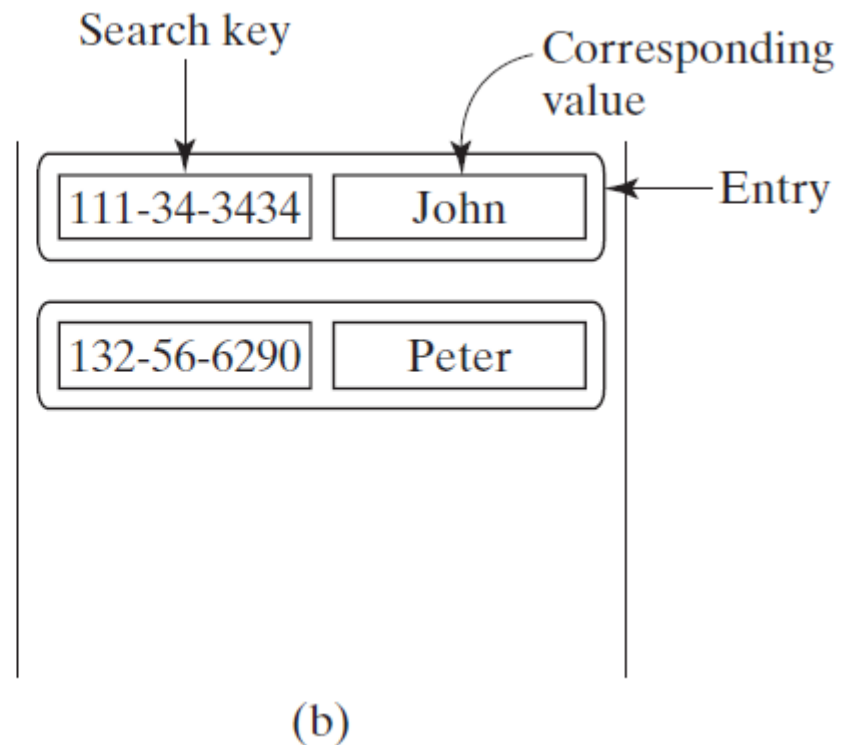 Search key
Corresponding
value
Entry
111-34-3434 John
132-56-6290 Peter
(b)